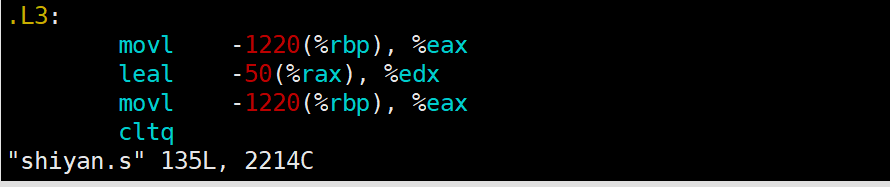 .L3:
movl -1220(%rbp), %eax
leal -50(%rax), %edx
movl -1220(%rbp), %eax
cltq
"shiyan.s" 135L, 2214C